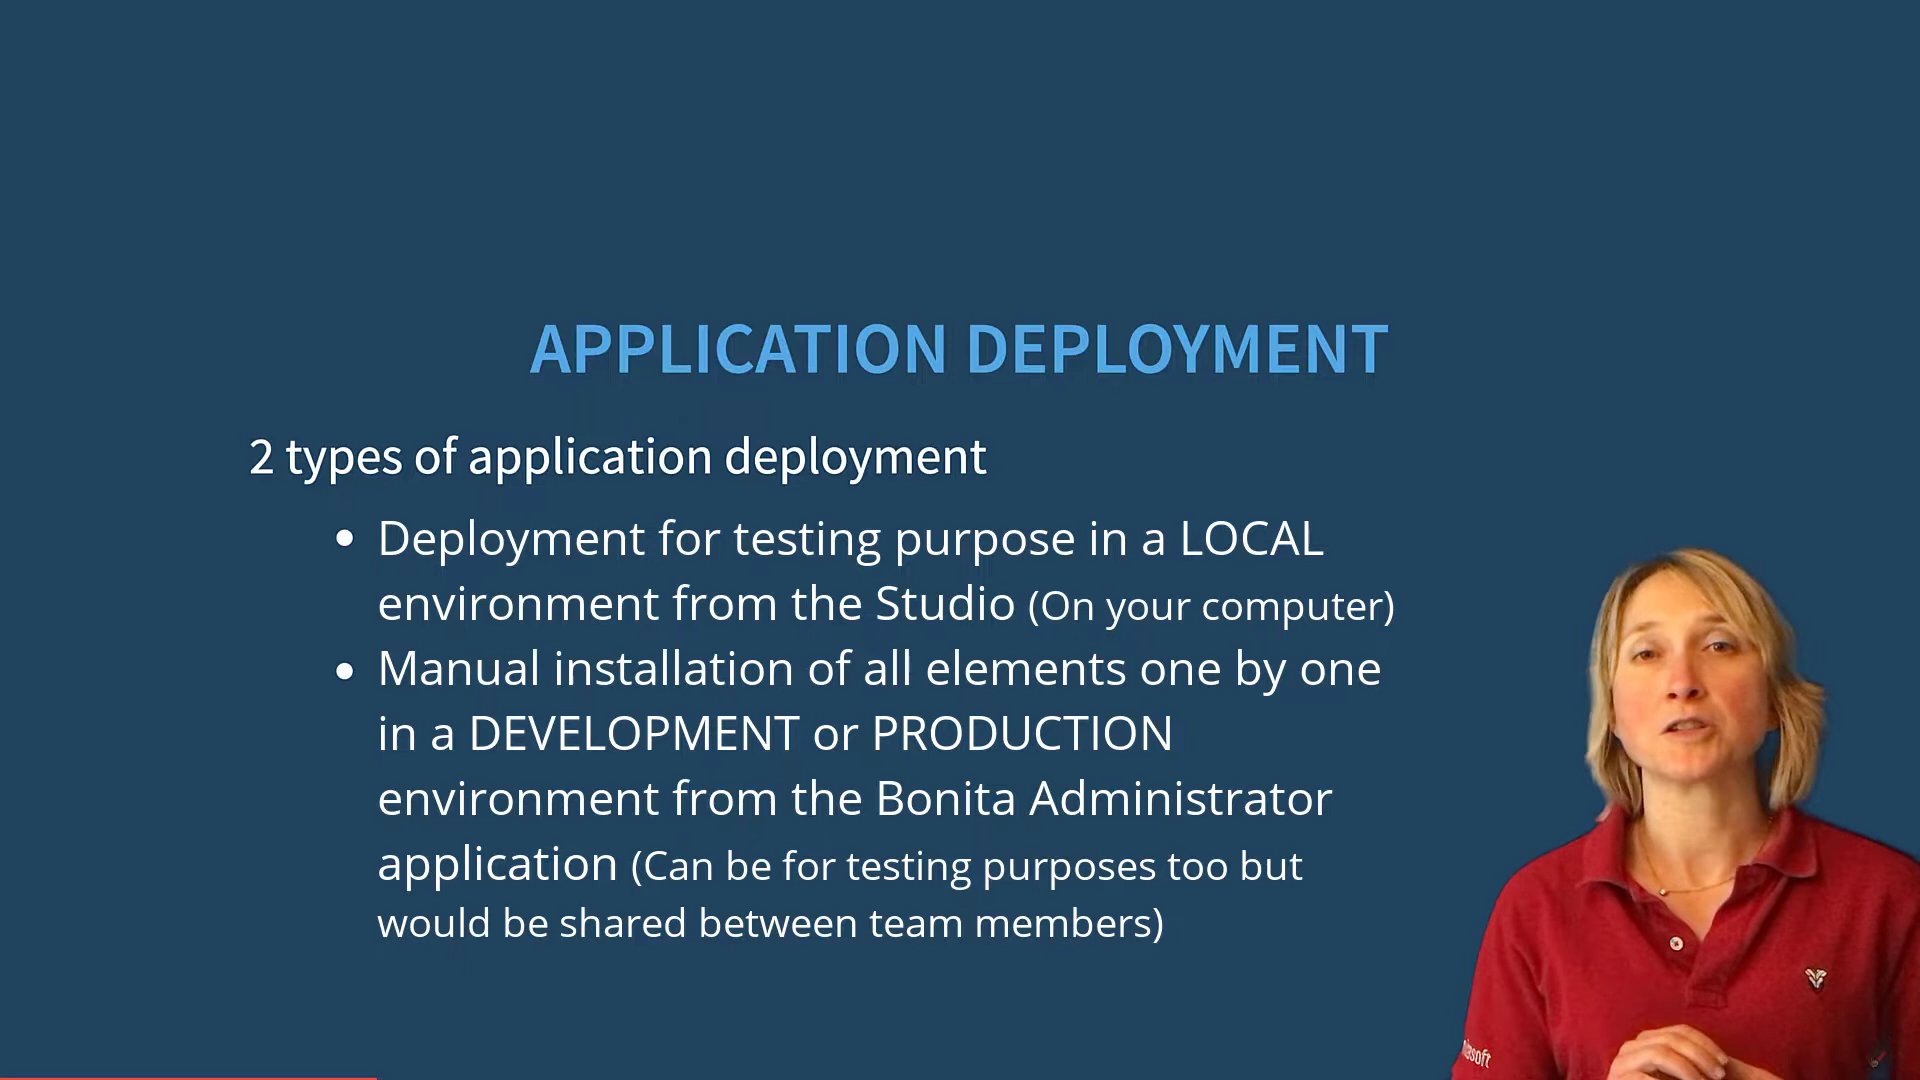 APPLICATION DEPLOYMENT
2 types of application deployment
• Deployment for testing purpose in a LOCAL
environment from the Studio (On your computer)
• Manual installation of all elements one by one
in a DEVELOPMENT or PRODUCTION
environment from the Bonita Administrator
application (Can be for testing purposes too but
would be shared between team members)